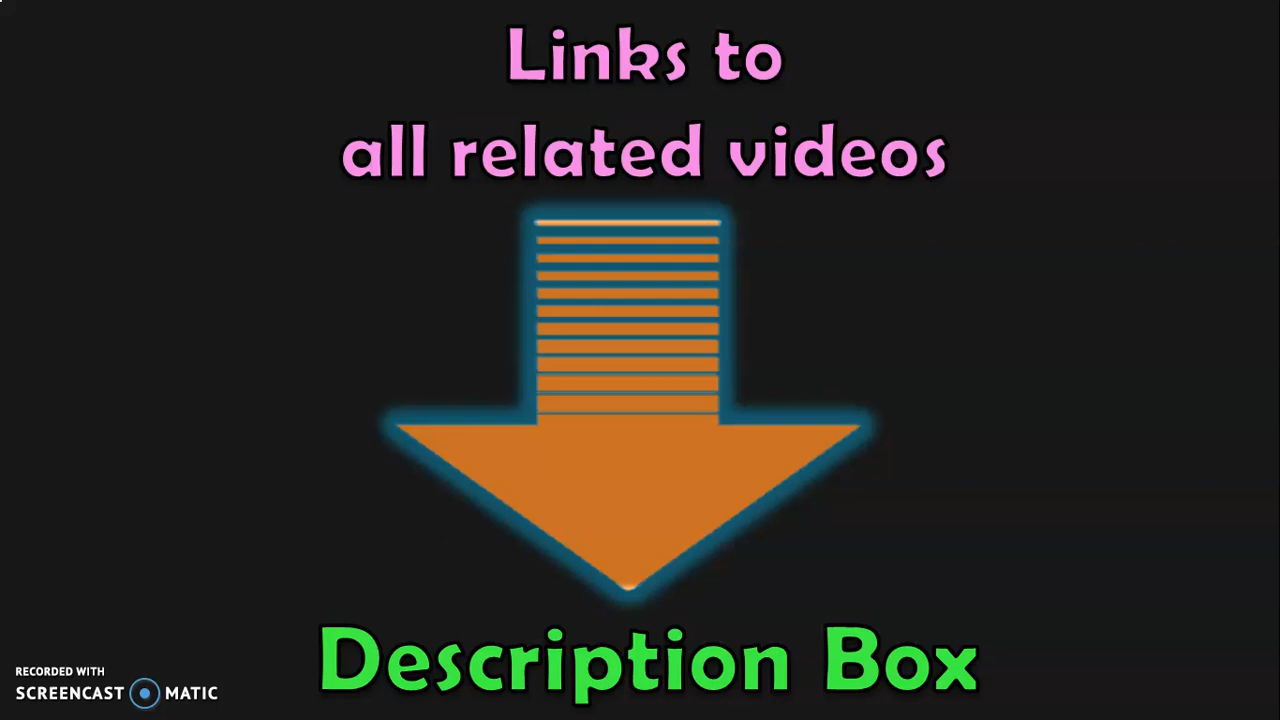 Links to
all related videos
Description Box
RECORDED WITH
SCREENCAST MATIC